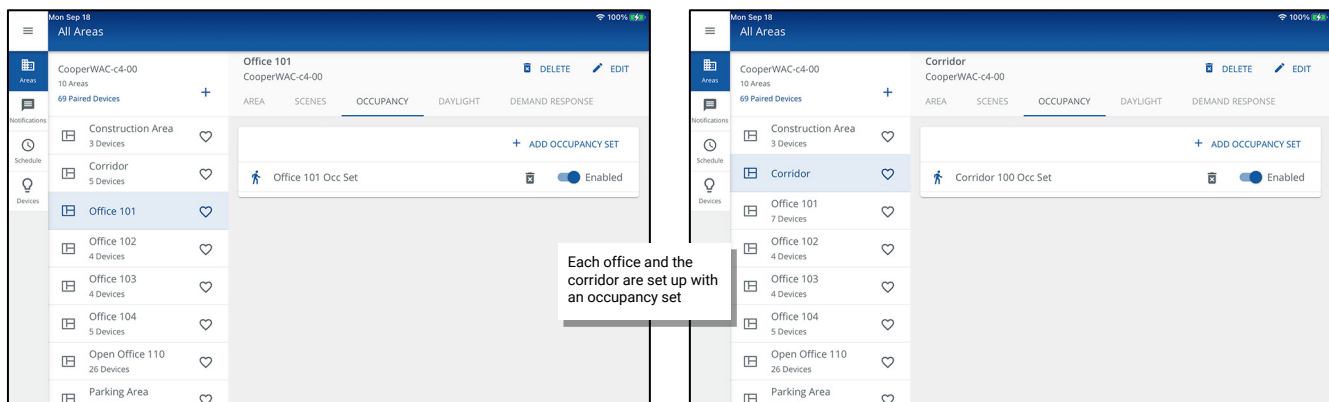 Mon Sep 18
100%
All Areas
Areas
Notifications
Schedule
Devices
CooperWAC-c4-00
10 Areas
69 Paired Devices
+
Construction Area
3 Devices
Corridor
5 Devices
Office 101
Office 102
4 Devices
Office 103
4 Devices
Office 104
5 Devices
Open Office 110
26 Devices
Parking Area
Office 101
CooperWAC-c4-00
DELETE
EDIT
AREA SCENES OCCUPANCY DAYLIGHT DEMAND RESPONSE
+ ADD OCCUPANCY SET
Office 101 Occ Set
Enabled
Each office and the
corridor are set up with
an occupancy set
Mon Sep 18
100%
All Areas
Areas
Notifications
Schedule
Devices
CooperWAC-c4-00
10 Areas
69 Paired Devices
+
Construction Area
3 Devices
Corridor
Office 101
7 Devices
Office 102
4 Devices
Office 103
4 Devices
Office 104
5 Devices
Open Office 110
26 Devices
Parking Area
Corridor
CooperWAC-c4-00
DELETE
EDIT
AREA SCENES OCCUPANCY DAYLIGHT DEMAND RESPONSE
+ ADD OCCUPANCY SET
Corridor 100 Occ Set
Enabled